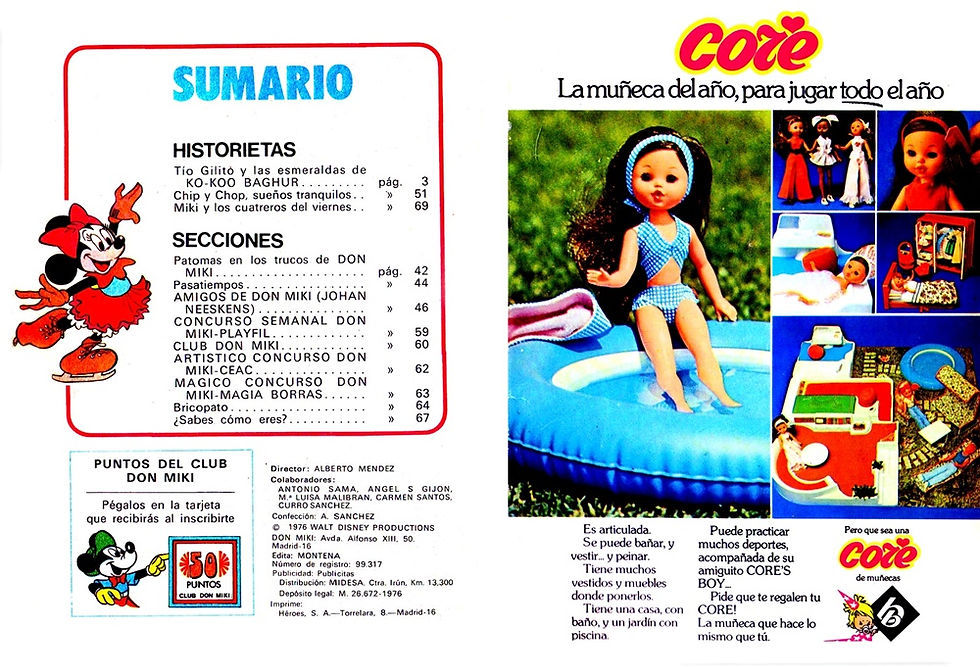 SUMARIO
HISTORIETAS
Tío Gilito y las esmeraldas de
KO-KOO BAGHUR......... pág. 3
Chip y Chop, sueños tranquilos.. » 51
Miki y los cuatreros del viernes.. » 69
SECCIONES
Patomas en los trucos de DON
MIKI.................... pág. 42
Pasatiempos................ » 44
AMIGOS DE DON MIKI (JOHAN
NEESKENS).............. » 46
CONCURSO SEMANAL DON
MIKI-PLAYFIL............ » 59
CLUB DON MIKI............ » 60
ARTISTICO CONCURSO DON
MIKI-CEAC............... » 62
MAGICO CONCURSO DON
MIKI-MAGIA BORRAS...... » 63
Bricopato.................. » 64
¿Sabes cómo eres?........... » 67
PUNTOS DEL CLUB
DON MIKI
Pégalos en la tarjeta
que recibirás al inscribirte
50
PUNTOS
CLUB DON MIKI
Director: ALBERTO MENDEZ
Colaboradores:
ANTONIO SAMA, ANGEL S GIJON,
M.ª LUISA MALIBRAN, CARMEN SANTOS,
CURRO SANCHEZ.
Confección: A. SANCHEZ
© 1976 WALT DISNEY PRODUCTIONS
DON MIKI: Avda. Alfonso XIII, 50.
Madrid-16
Edita: MONTENA
Número de registro: 99.317
Publicidad: Publicitas
Distribución: MIDESA. Ctra. Irún, Km. 13,300
Depósito legal: M. 26.672-1976
Imprime:
Héroes, S. A.—Torrelara, 8.—Madrid-16
Core
La muñeca del año, para jugar todo el año
Es articulada.
Se puede bañar, y
vestir... y peinar.
Tiene muchos
vestidos y muebles
donde ponerlos.
Tiene una casa, con
baño, y un jardín con
piscina.
Puede practicar
muchos deportes,
acompañada de su
amiguito CORE'S
BOY...
Pide que te regalen tu
CORE!
La muñeca que hace lo
mismo que tú.
Pero que sea una
Core
de muñecas
B